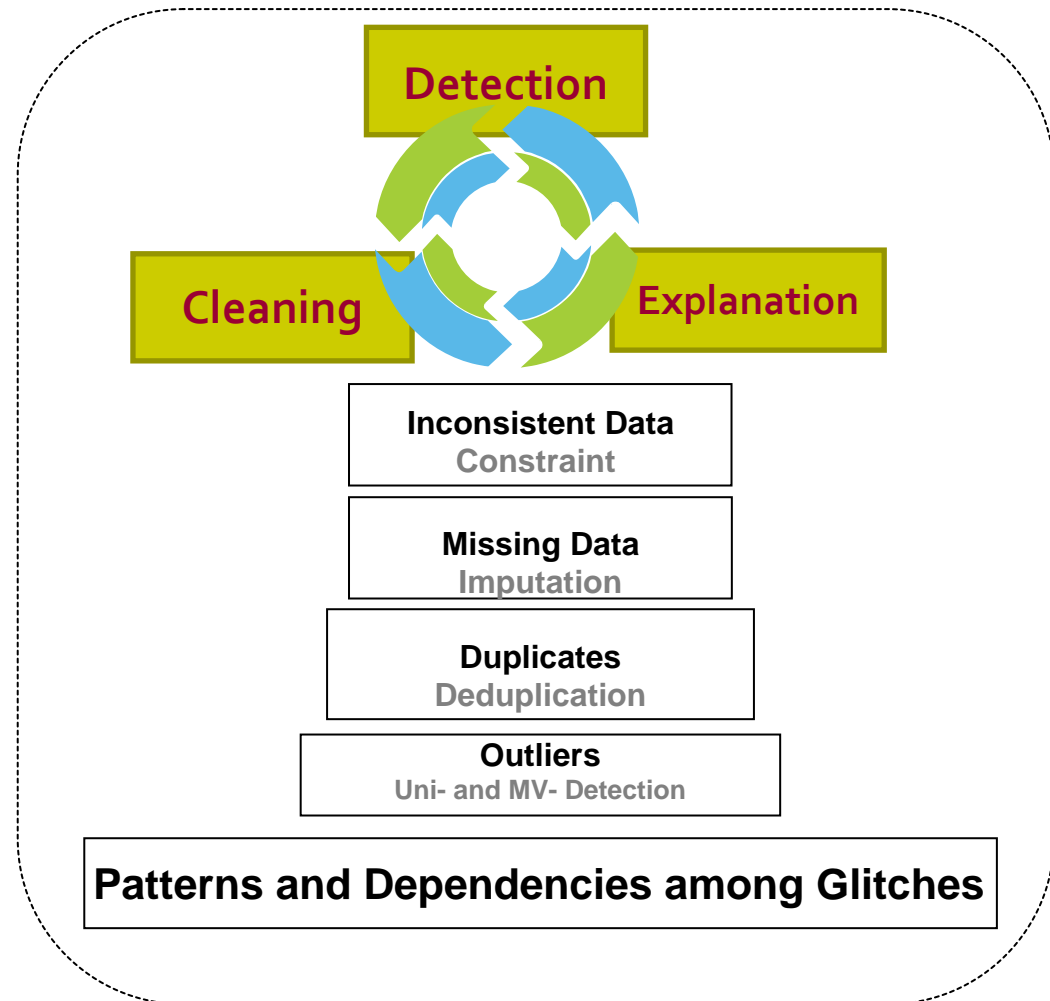 Detection
Cleaning
Explanation
Inconsistent Data
Constraint
Missing Data
Imputation
Duplicates
Deduplication
Outliers
Uni- and MV- Detection
Patterns and Dependencies among Glitches